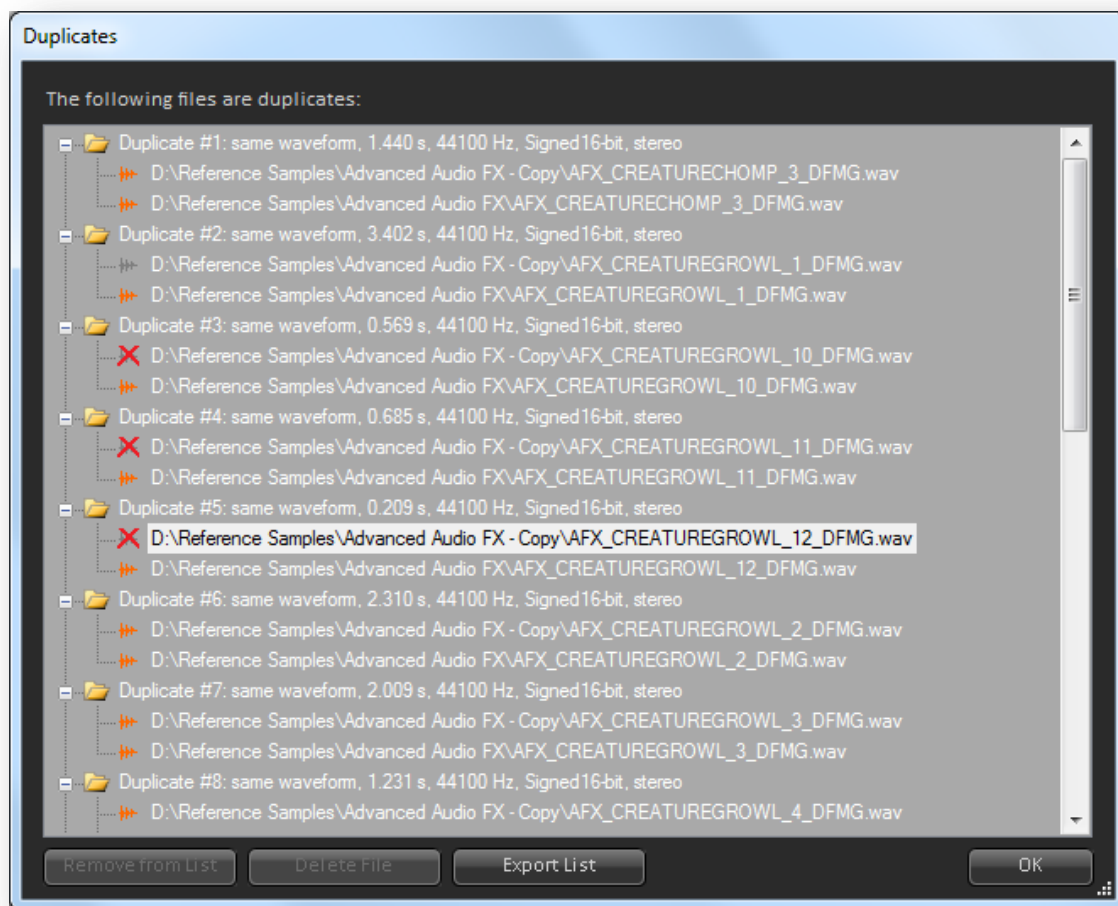 Duplicates
The following files are duplicates:
Duplicate #1: same waveform, 1.440 s, 44100 Hz, Signed16-bit, stereo
D:\Reference Samples\Advanced Audio FX - Copy\AFX_CREATURECHOMP_3_DFMG.wav
D:\Reference Samples\Advanced Audio FX\AFX_CREATURECHOMP_3_DFMG.wav
Duplicate #2: same waveform, 3.402 s, 44100 Hz, Signed16-bit, stereo
D:\Reference Samples\Advanced Audio FX - Copy\AFX_CREATUREGROWL_1_DFMG.wav
D:\Reference Samples\Advanced Audio FX\AFX_CREATUREGROWL_1_DFMG.wav
Duplicate #3: same waveform, 0.569 s, 44100 Hz, Signed16-bit, stereo
D:\Reference Samples\Advanced Audio FX - Copy\AFX_CREATUREGROWL_10_DFMG.wav
D:\Reference Samples\Advanced Audio FX\AFX_CREATUREGROWL_10_DFMG.wav
Duplicate #4: same waveform, 0.685 s, 44100 Hz, Signed16-bit, stereo
D:\Reference Samples\Advanced Audio FX - Copy\AFX_CREATUREGROWL_11_DFMG.wav
D:\Reference Samples\Advanced Audio FX\AFX_CREATUREGROWL_11_DFMG.wav
Duplicate #5: same waveform, 0.209 s, 44100 Hz, Signed16-bit, stereo
D:\Reference Samples\Advanced Audio FX - Copy\AFX_CREATUREGROWL_12_DFMG.wav
D:\Reference Samples\Advanced Audio FX\AFX_CREATUREGROWL_12_DFMG.wav
Duplicate #6: same waveform, 2.310 s, 44100 Hz, Signed16-bit, stereo
D:\Reference Samples\Advanced Audio FX - Copy\AFX_CREATUREGROWL_2_DFMG.wav
D:\Reference Samples\Advanced Audio FX\AFX_CREATUREGROWL_2_DFMG.wav
Duplicate #7: same waveform, 2.009 s, 44100 Hz, Signed16-bit, stereo
D:\Reference Samples\Advanced Audio FX - Copy\AFX_CREATUREGROWL_3_DFMG.wav
D:\Reference Samples\Advanced Audio FX\AFX_CREATUREGROWL_3_DFMG.wav
Duplicate #8: same waveform, 1.231 s, 44100 Hz, Signed16-bit, stereo
D:\Reference Samples\Advanced Audio FX - Copy\AFX_CREATUREGROWL_4_DFMG.wav
Remove from List Delete File Export List OK